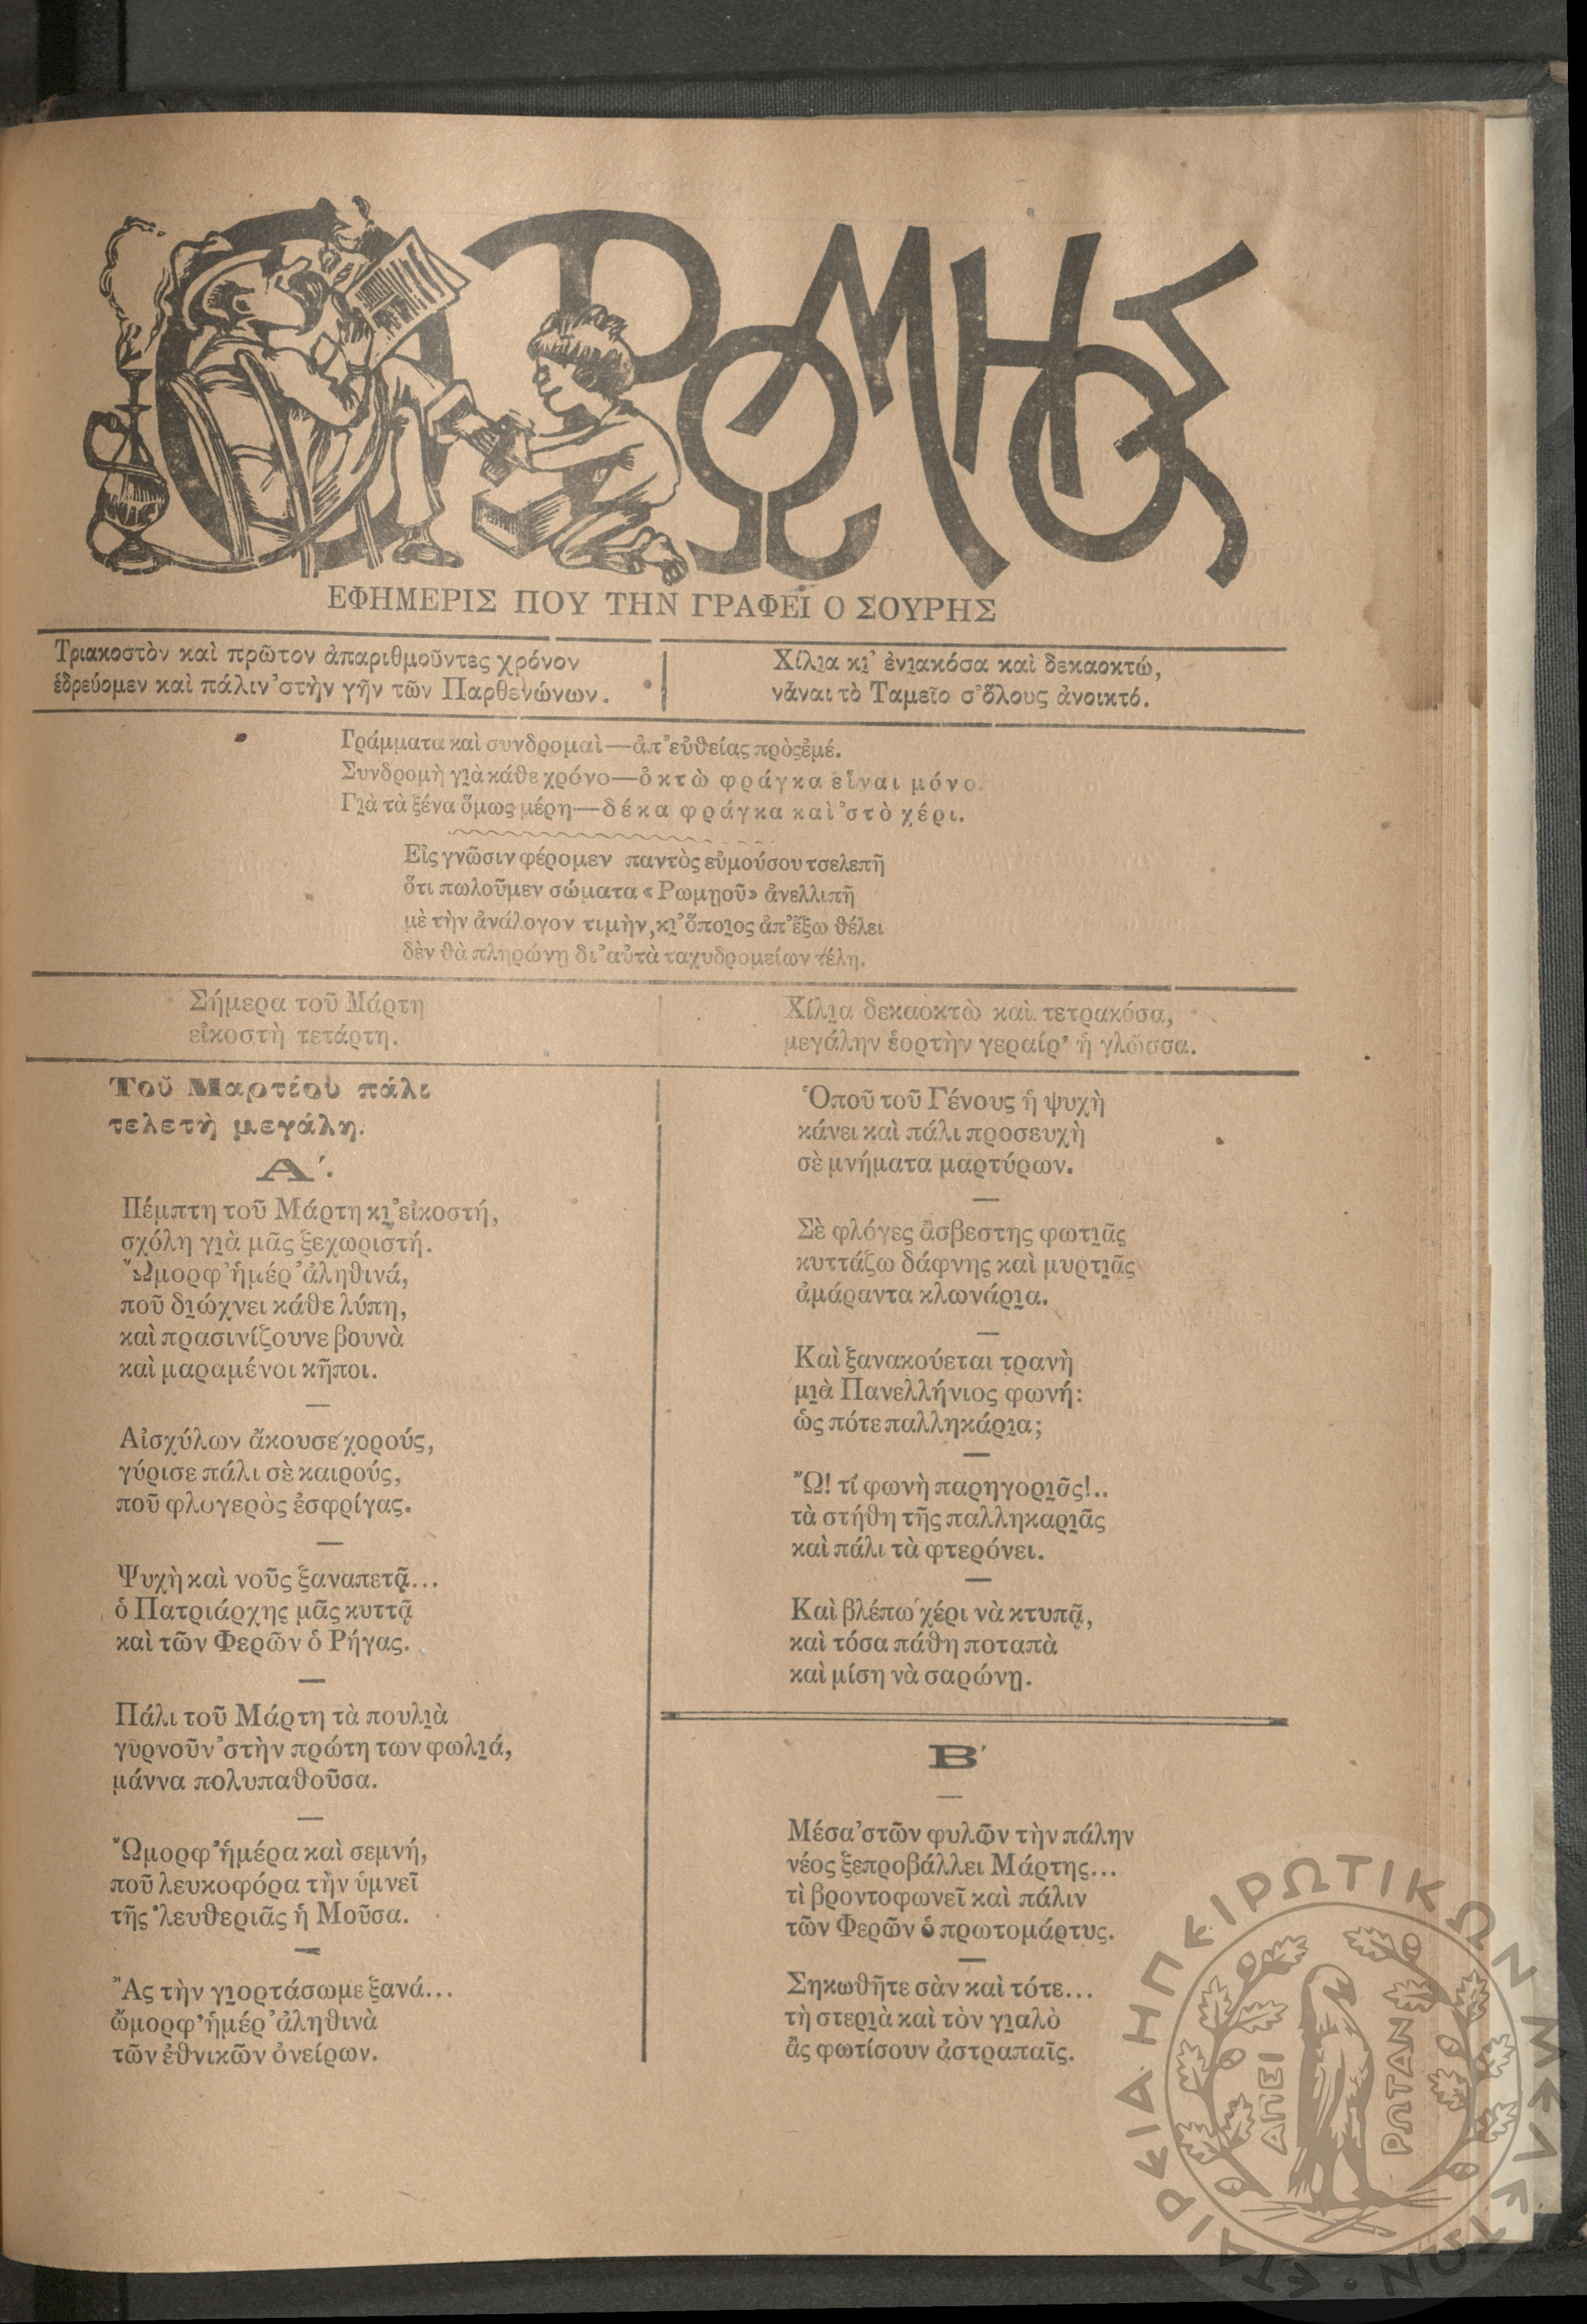 Ο ΡΩΜΗΟΣ
ΕΦΗΜΕΡΙΣ ΠΟΥ ΤΗΝ ΓΡΑΦΕΙ Ο ΣΟΥΡΗΣ
Τριακοστὸν καὶ πρῶτον ἀπαριθμοῦντες χρόνον
ἑδρεύομεν καὶ πάλιν ’στὴν γῆν τῶν Παρθενώνων.
Χίλια κι’ ἐνιακόσα καὶ δεκαοκτώ,
νἆναι τὸ Ταμεῖο σ’ ὅλους ἀνοικτό.
Γράμματα καὶ συνδρομαὶ—ἀπ’ εὐθείας πρὸς ἐμέ.
Συνδρομὴ γιὰ κάθε χρόνο—ὀκτὼ φράγκα εἶναι μόνο.
Γιὰ τὰ ξένα ὅμως μέρη—δέκα φράγκα καὶ ’στὸ χέρι.
Εἰς γνῶσιν φέρομεν παντὸς εὐμούσου τσελεπῆ
ὅτι πωλοῦμεν σώματα «Ρωμῃοῦ» ἀνελλιπῆ
μὲ τὴν ἀνάλογον τιμήν, κι’ ὅποιος ἀπ’ ἔξω θέλει
δὲν θὰ πληρώνῃ δι’ αὐτὰ ταχυδρομείων τέλη.
Σήμερα τοῦ Μάρτη
εἰκοστὴ τετάρτη.
Χίλια δεκαοκτὼ καὶ τετρακόσα,
μεγάλην ἑορτὴν γεραίρ’ ἡ γλῶσσα.
Τοῦ Μαρτίου πάλι
τελετὴ μεγάλη.
Α΄.
Πέμπτη τοῦ Μάρτη κι’ εἰκοστή,
σχόλη γιὰ μᾶς ξεχωριστή.
Ὤμορφ’ ἡμέρ’ ἀληθινά,
ποῦ διώχνει κάθε λύπη,
καὶ πρασινίζουνε βουνὰ
καὶ μαραμένοι κῆποι.
—
Αἰσχύλων ἄκουσε χορούς,
γύρισε πάλι σὲ καιρούς,
ποῦ φλογερὸς ἐσφρίγας.
—
Ψυχὴ καὶ νοῦς ξαναπετᾷ...
ὁ Πατριάρχης μᾶς κυττᾷ
καὶ τῶν Φερῶν ὁ Ρήγας.
—
Πάλι τοῦ Μάρτη τὰ πουλιὰ
γυρνοῦν ’στὴν πρώτη των φωλιά,
μάννα πολυπαθοῦσα.
—
Ὤμορφ’ ἡμέρα καὶ σεμνή,
ποῦ λευκοφόρα τὴν ὑμνεῖ
τῆς ’λευθεριᾶς ἡ Μοῦσα.
—
Ἂς τὴν γιορτάσωμε ξανά...
ὤμορφ’ ἡμέρ’ ἀληθινὰ
τῶν ἐθνικῶν ὀνείρων.
Ὁποῦ τοῦ Γένους ἡ ψυχὴ
κάνει καὶ πάλι προσευχὴ
σὲ μνήματα μαρτύρων.
—
Σὲ φλόγες ἄσβεστης φωτιᾶς
κυττάζω δάφνης καὶ μυρτιᾶς
ἀμάραντα κλωνάρια.
—
Καὶ ξανακούεται τρανὴ
μιὰ Πανελλήνιος φωνή:
ὡς πότε παλληκάρια;
—
Ὤ! τί φωνὴ παρηγοριᾶς!..
τὰ στήθη τῆς παλληκαριᾶς
καὶ πάλι τὰ φτερόνει.
—
Καὶ βλέπω χέρι νὰ κτυπᾷ,
καὶ τόσα πάθη ποταπὰ
καὶ μίση νὰ σαρώνῃ.
Β΄
—
Μέσα ’στῶν φυλῶν τὴν πάλην
νέος ξεπροβάλλει Μάρτης...
τὶ βροντοφωνεῖ καὶ πάλιν
τῶν Φερῶν ὁ πρωτομάρτυς.
—
Σηκωθῆτε σὰν καὶ τότε...
τὴ στεριὰ καὶ τὸν γιαλὸ
ἂς φωτίσουν ἀστραπαῖς.
ΕΤΑΙΡΕΙΑ ΗΠΕΙΡΩΤΙΚΩΝ ΜΕΛΕΤΩΝ
ΑΠΕΙ ΡΩΤΑΝ